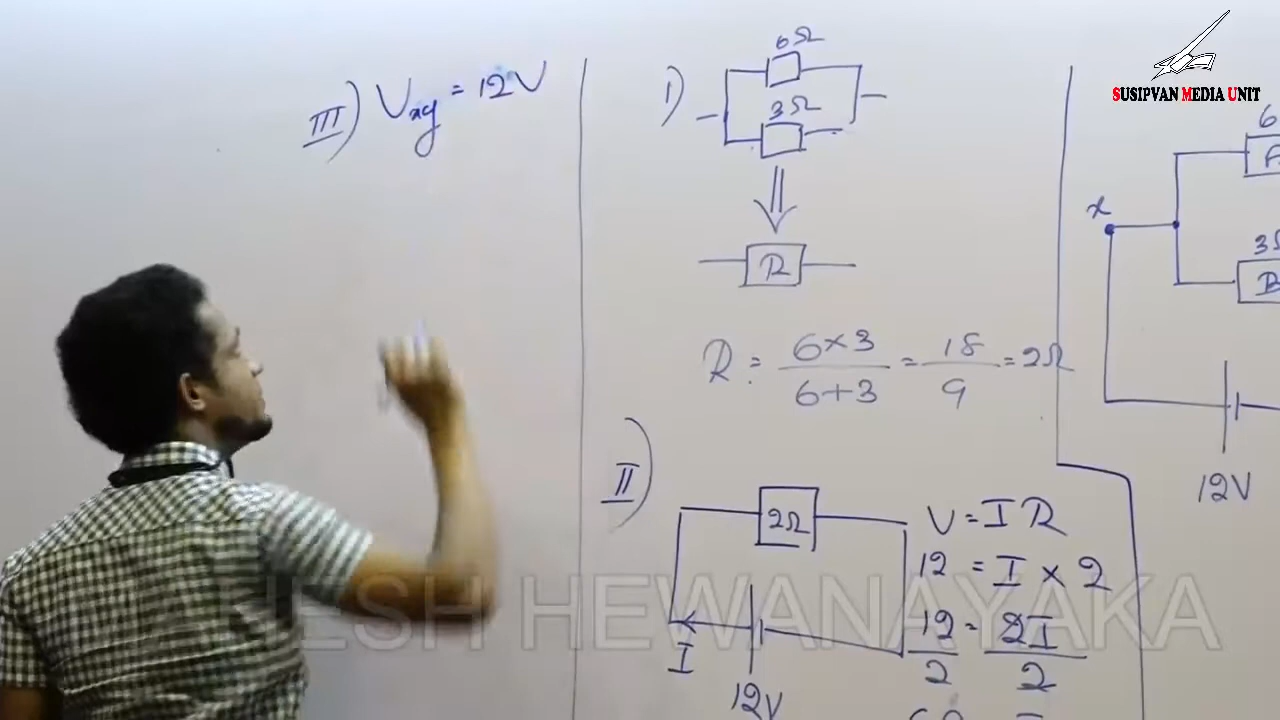 III) Vxy = 12V
I)
6Ω
3Ω
R
R = 6×3 / 6+3 = 18 / 9 = 2Ω
II)
2Ω
I
12V
V = IR
12 = I × 2
12 / 2 = 2I / 2
x
6
A
3Ω
B
12V
SUSIPVAN MEDIA UNIT
HEWANAYAKA